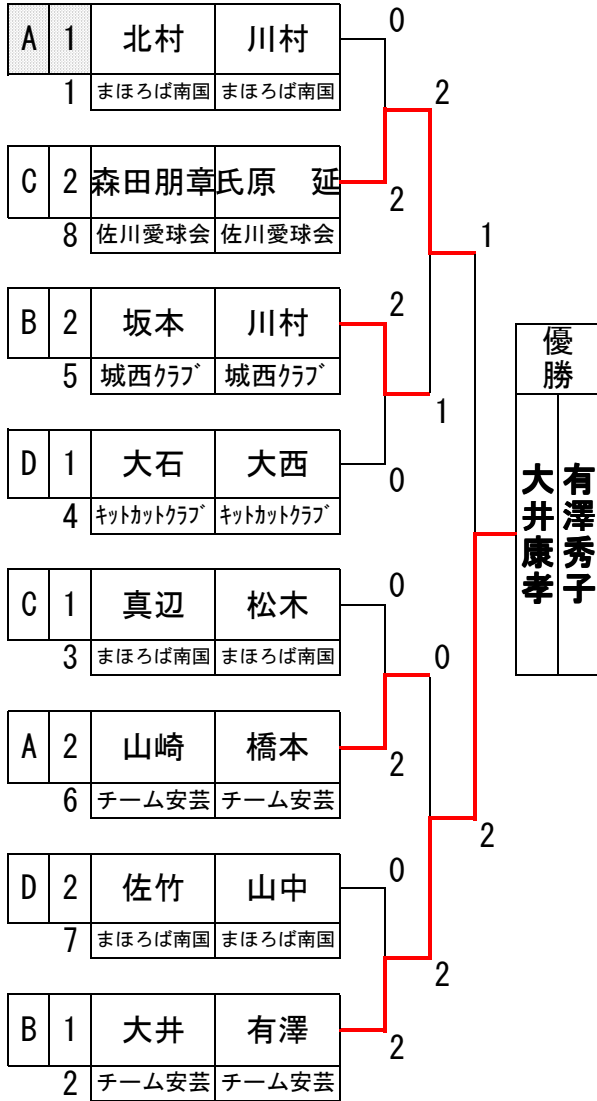 A 1 北村 川村 0
1 まほろば南国 まほろば南国 2
C 2 森田朋章 氏原 延 2
8 佐川愛球会 佐川愛球会 1
B 2 坂本 川村 2
5 城西ｸﾗﾌﾞ 城西ｸﾗﾌﾞ 1
D 1 大石 大西 0
4 ｷｯﾄｶｯﾄｸﾗﾌﾞ ｷｯﾄｶｯﾄｸﾗﾌﾞ
C 1 真辺 松木 0
3 まほろば南国 まほろば南国 0
A 2 山崎 橋本 2
6 チーム安芸 チーム安芸 2
D 2 佐竹 山中 0
7 まほろば南国 まほろば南国 2
B 1 大井 有澤 2
2 チーム安芸 チーム安芸
優勝
有澤秀子
大井康孝